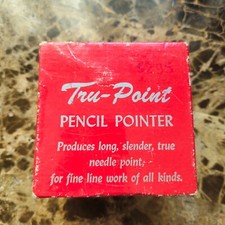 Tru-Point
PENCIL POINTER
Produces long, slender, true
needle point; -
for fine line work of all kinds.